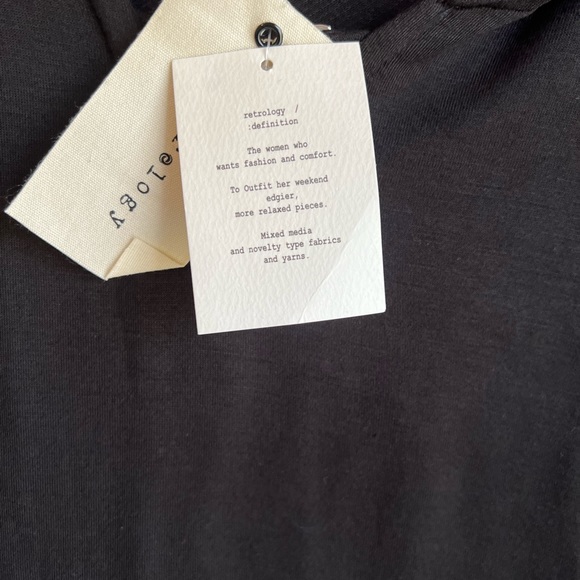 retrology /
:definition
The women who
wants fashion and comfort.
To Outfit her weekend
edgier,
more relaxed pieces.
Mixed media
and novelty type fabrics
and yarns.
ology